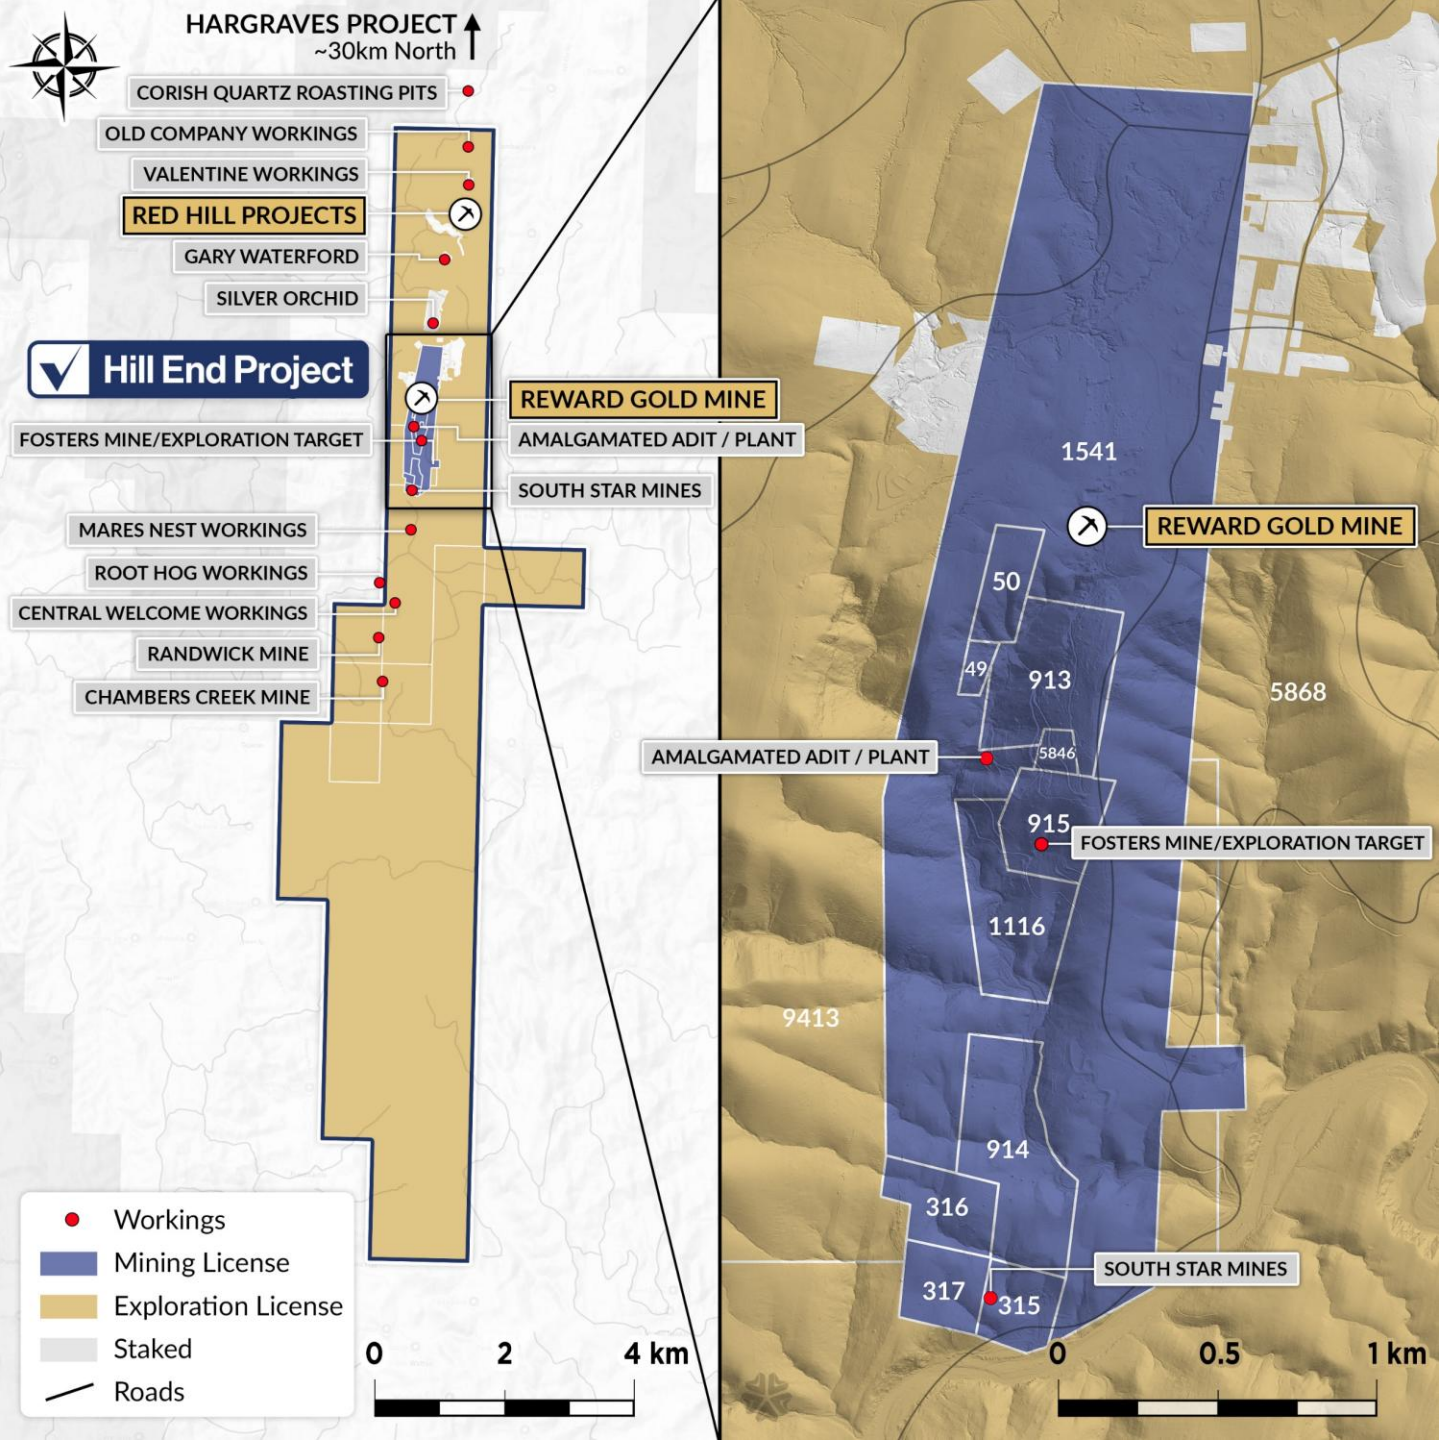 HARGRAVES PROJECT
~30km North
CORISH QUARTZ ROASTING PITS
OLD COMPANY WORKINGS
VALENTINE WORKINGS
RED HILL PROJECTS
GARY WATERFORD
SILVER ORCHID
Hill End Project
REWARD GOLD MINE
FOSTERS MINE/EXPLORATION TARGET
AMALGAMATED ADIT / PLANT
SOUTH STAR MINES
MARES NEST WORKINGS
ROOT HOG WORKINGS
CENTRAL WELCOME WORKINGS
RANDWICK MINE
CHAMBERS CREEK MINE
Workings
Mining License
Exploration License
Staked
Roads
0 2 4 km
1541
REWARD GOLD MINE
50
49
913
5868
AMALGAMATED ADIT / PLANT
5846
915
FOSTERS MINE/EXPLORATION TARGET
1116
9413
914
316
SOUTH STAR MINES
317
315
0 0.5 1 km